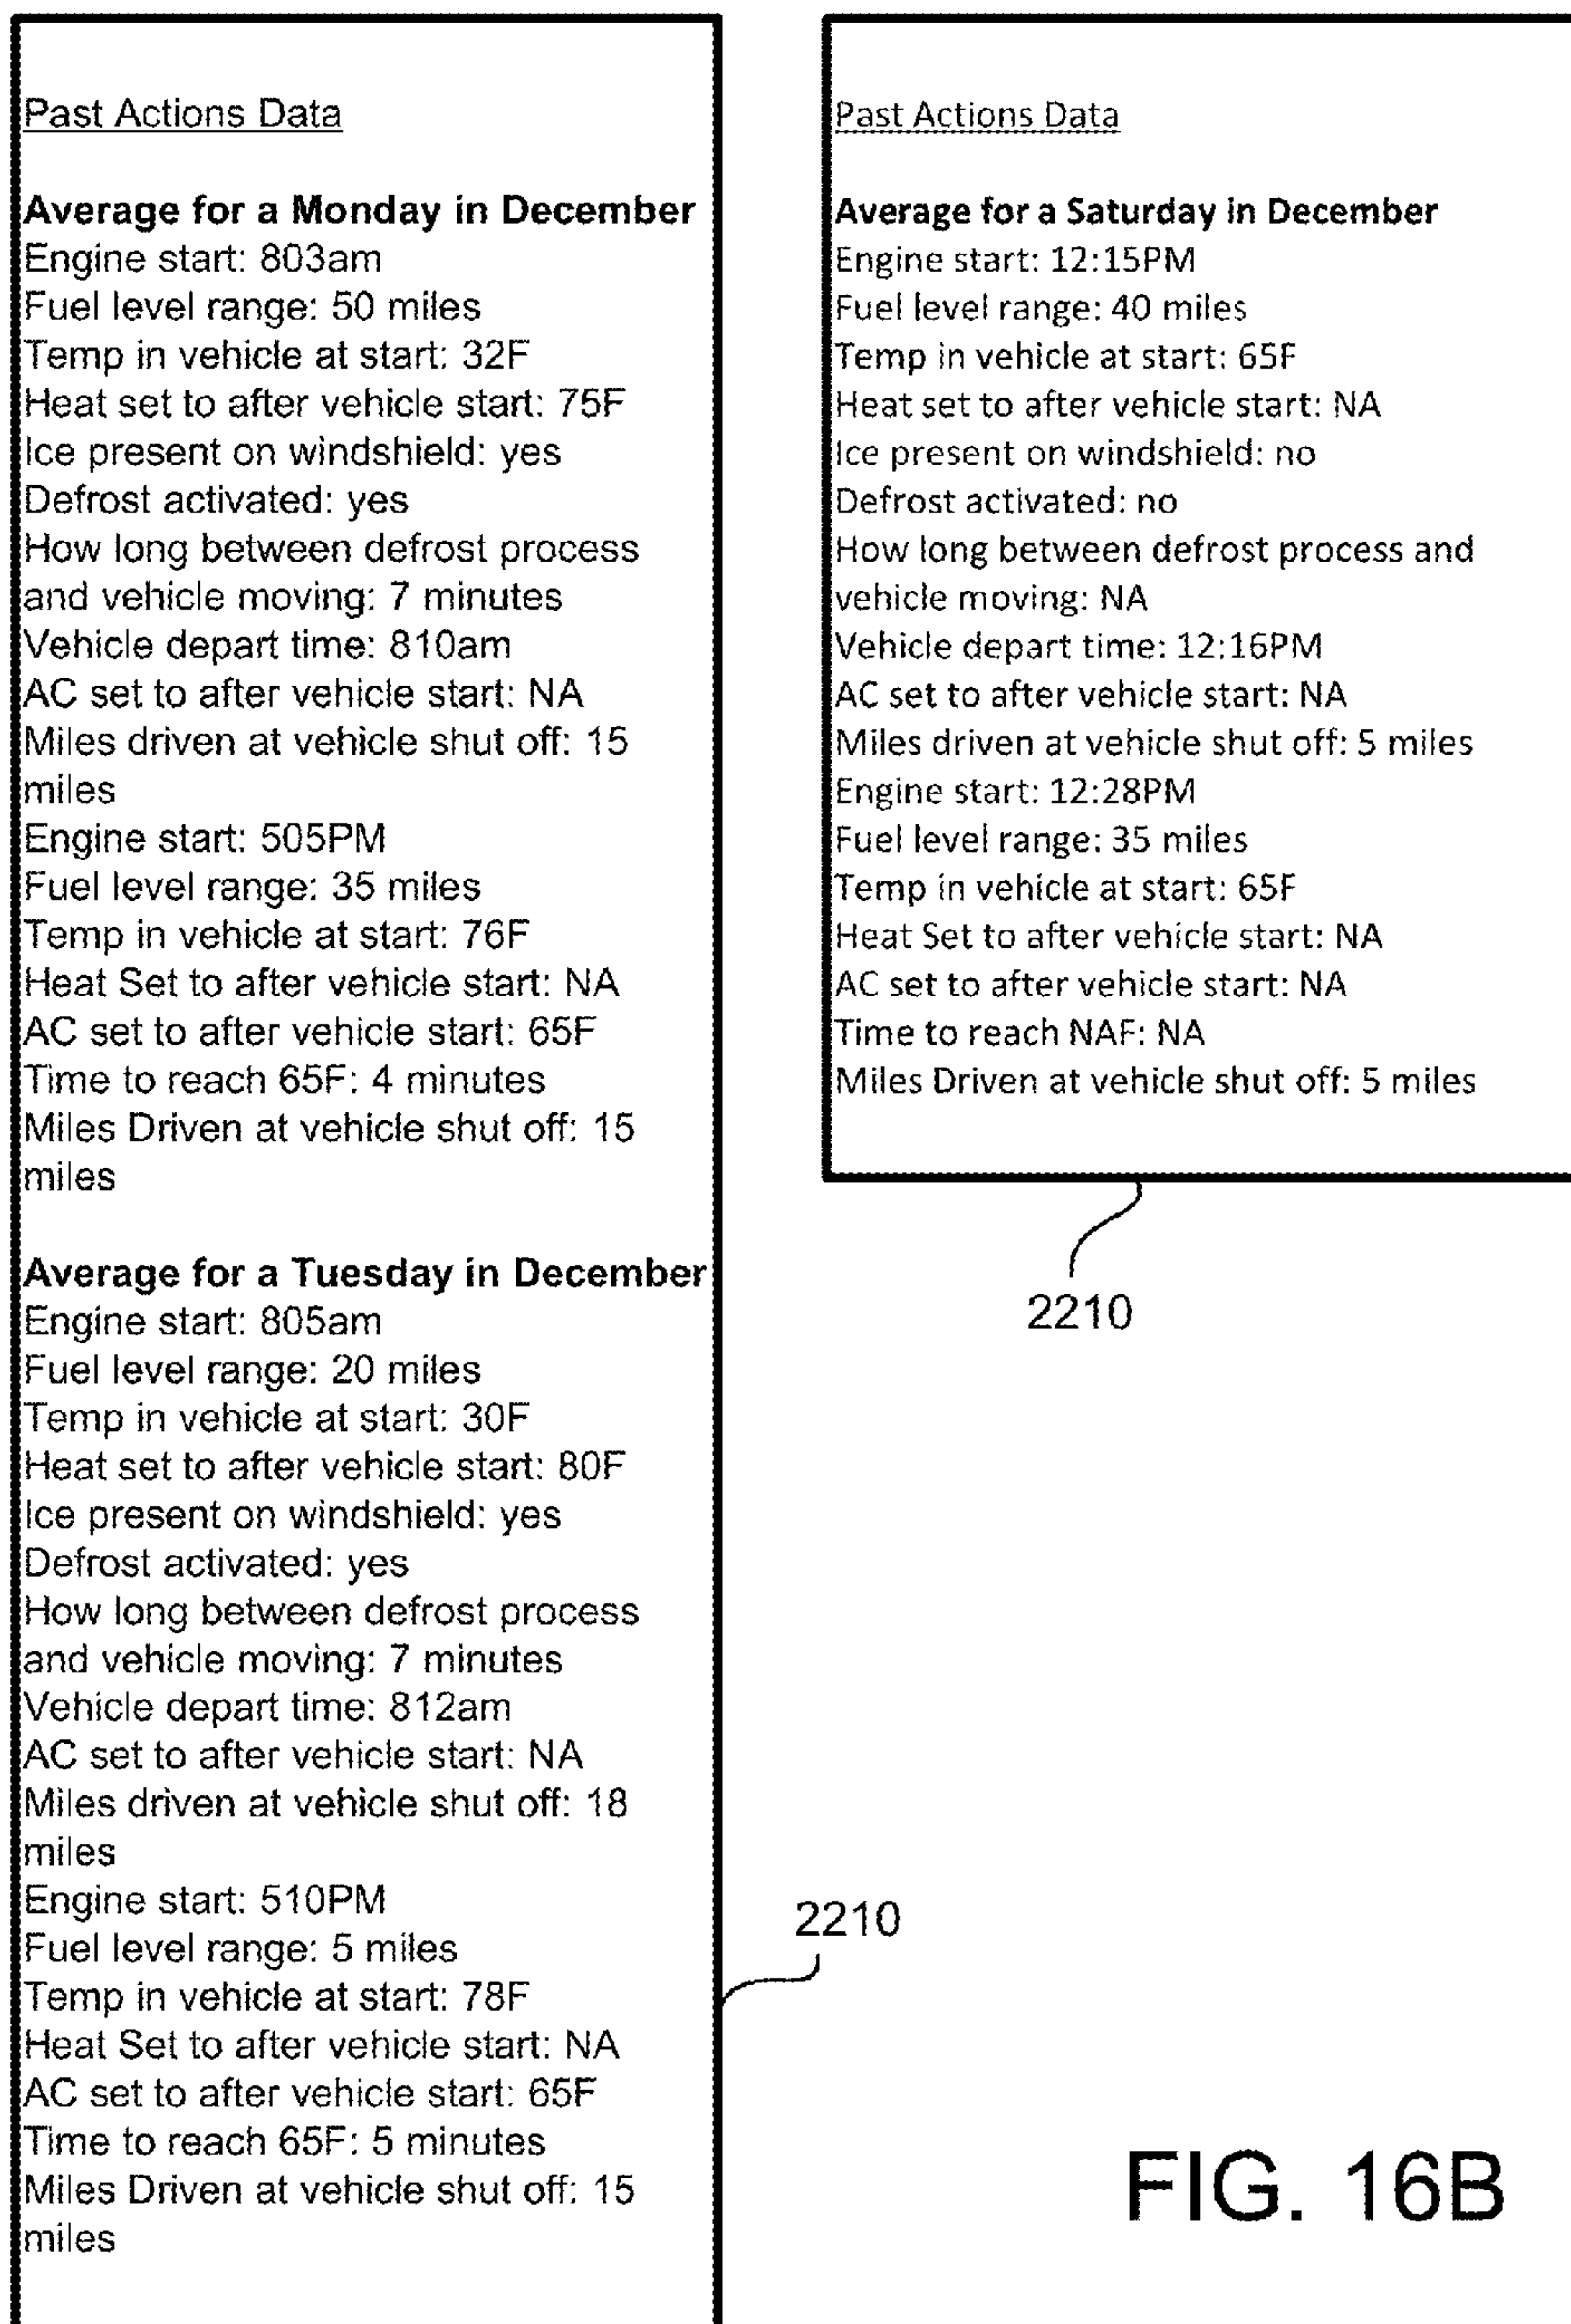 Past Actions Data
Average for a Monday in December
Engine start: 803am
Fuel level range: 50 miles
Temp in vehicle at start: 32F
Heat set to after vehicle start: 75F
Ice present on windshield: yes
Defrost activated: yes
How long between defrost process
and vehicle moving: 7 minutes
Vehicle depart time: 810am
AC set to after vehicle start: NA
Miles driven at vehicle shut off: 15
miles
Engine start: 505PM
Fuel level range: 35 miles
Temp in vehicle at start: 76F
Heat Set to after vehicle start: NA
AC set to after vehicle start: 65F
Time to reach 65F: 4 minutes
Miles Driven at vehicle shut off: 15
miles
Average for a Tuesday in December
Engine start: 805am
Fuel level range: 20 miles
Temp in vehicle at start: 30F
Heat set to after vehicle start: 80F
Ice present on windshield: yes
Defrost activated: yes
How long between defrost process
and vehicle moving: 7 minutes
Vehicle depart time: 812am
AC set to after vehicle start: NA
Miles driven at vehicle shut off: 18
miles
Engine start: 510PM
Fuel level range: 5 miles
Temp in vehicle at start: 78F
Heat Set to after vehicle start: NA
AC set to after vehicle start: 65F
Time to reach 65F: 5 minutes
Miles Driven at vehicle shut off: 15
miles
2210
Past Actions Data
Average for a Saturday in December
Engine start: 12:15PM
Fuel level range: 40 miles
Temp in vehicle at start: 65F
Heat set to after vehicle start: NA
Ice present on windshield: no
Defrost activated: no
How long between defrost process and
vehicle moving: NA
Vehicle depart time: 12:16PM
AC set to after vehicle start: NA
Miles driven at vehicle shut off: 5 miles
Engine start: 12:28PM
Fuel level range: 35 miles
Temp in vehicle at start: 65F
Heat Set to after vehicle start: NA
AC set to after vehicle start: NA
Time to reach NAF: NA
Miles Driven at vehicle shut off: 5 miles
2210
FIG. 16B